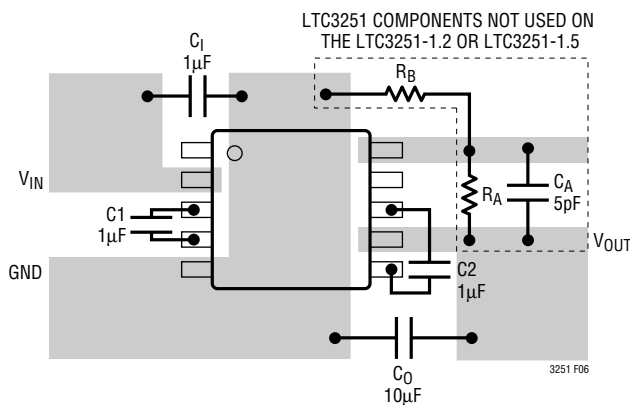 LTC3251 COMPONENTS NOT USED ON
THE LTC3251-1.2 OR LTC3251-1.5
CI
1µF
RB
VIN
C1
1µF
RA
CA
5pF
VOUT
GND
C2
1µF
CO
10µF
3251 F06